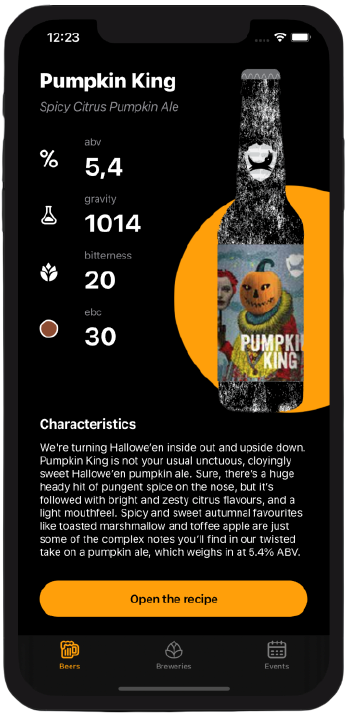 12:23
Pumpkin King
Spicy Citrus Pumpkin Ale
abv
% 5,4
gravity
1014
bitterness
20
ebc
30
PUMPKIN
KING
Characteristics
We're turning Hallowe'en inside out and upside down.
Pumpkin King is not your usual unctuous, cloyingly
sweet Hallowe'en pumpkin ale. Sure, there's a huge
heady hit of pungent spice on the nose, but it's
followed with bright and zesty citrus flavours, and a
light mouthfeel. Spicy and sweet autumnal favourites
like toasted marshmallow and toffee apple are just
some of the complex notes you'll find in our twisted
take on a pumpkin ale, which weighs in at 5.4% ABV.
Open the recipe
Beers
Breweries
Events